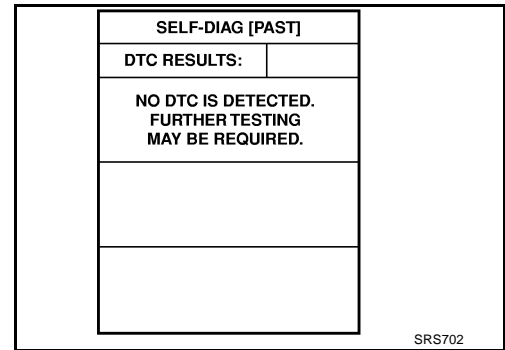 SELF-DIAG [PAST]
DTC RESULTS:
NO DTC IS DETECTED.
FURTHER TESTING
MAY BE REQUIRED.
SRS702